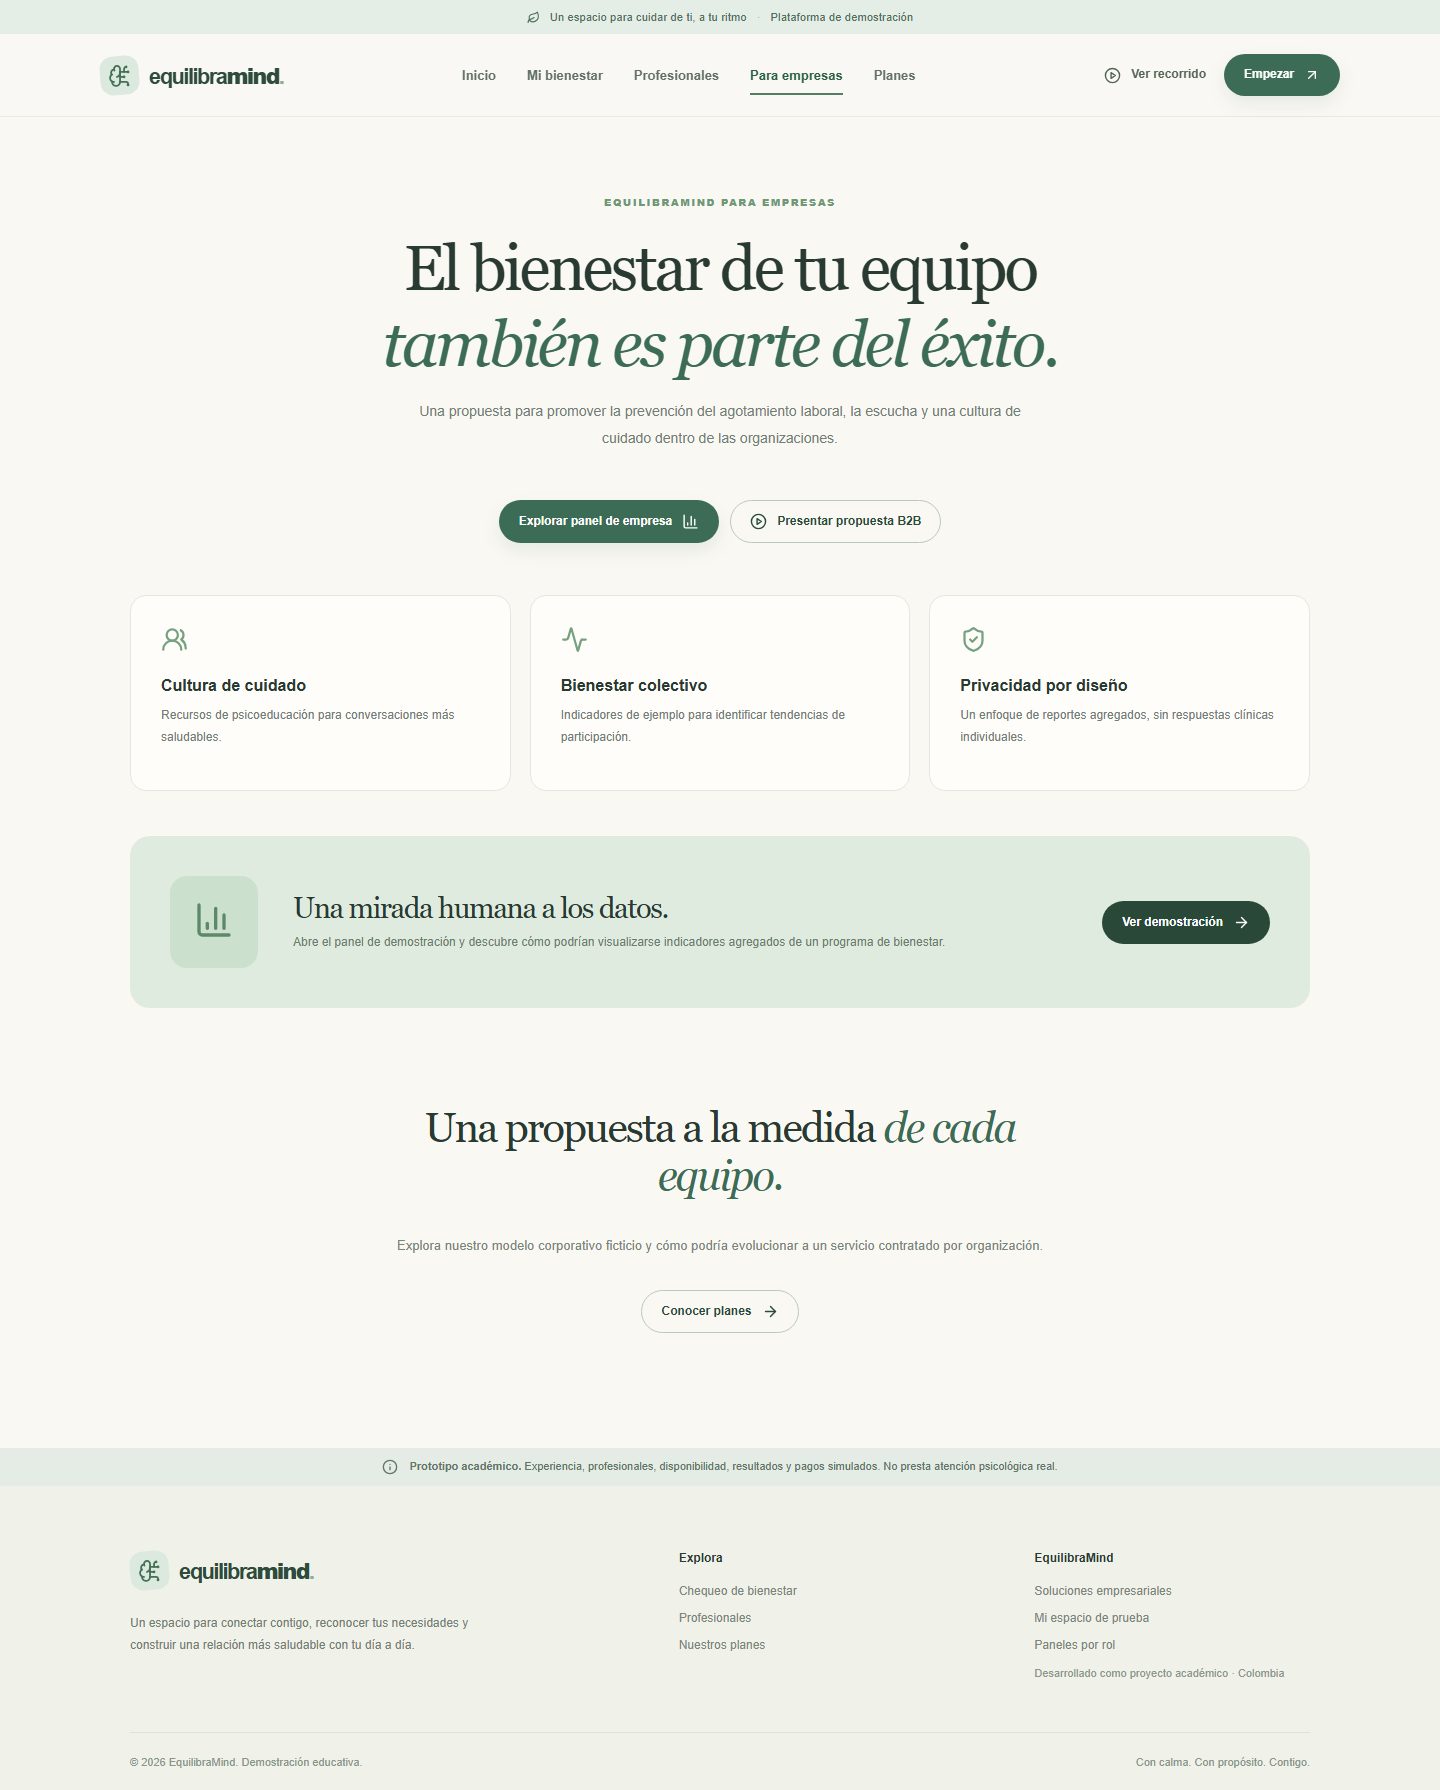 Un espacio para cuidar de ti, a tu ritmo · Plataforma de demostración
equilibramind.
Inicio
Mi bienestar
Profesionales
Para empresas
Planes
Ver recorrido
Empezar
EQUILIBRAMIND PARA EMPRESAS
El bienestar de tu equipo
también es parte del éxito.
Una propuesta para promover la prevención del agotamiento laboral, la escucha y una cultura de
cuidado dentro de las organizaciones.
Explorar panel de empresa
Presentar propuesta B2B
Cultura de cuidado
Recursos de psicoeducación para conversaciones más
saludables.
Bienestar colectivo
Indicadores de ejemplo para identificar tendencias de
participación.
Privacidad por diseño
Un enfoque de reportes agregados, sin respuestas clínicas
individuales.
Una mirada humana a los datos.
Abre el panel de demostración y descubre cómo podrían visualizarse indicadores agregados de un programa de bienestar.
Ver demostración
Una propuesta a la medida de cada
equipo.
Explora nuestro modelo corporativo ficticio y cómo podría evolucionar a un servicio contratado por organización.
Conocer planes
Prototipo académico. Experiencia, profesionales, disponibilidad, resultados y pagos simulados. No presta atención psicológica real.
equilibramind.
Un espacio para conectar contigo, reconocer tus necesidades y
construir una relación más saludable con tu día a día.
Explora
Chequeo de bienestar
Profesionales
Nuestros planes
EquilibraMind
Soluciones empresariales
Mi espacio de prueba
Paneles por rol
Desarrollado como proyecto académico · Colombia
© 2026 EquilibraMind. Demostración educativa.
Con calma. Con propósito. Contigo.